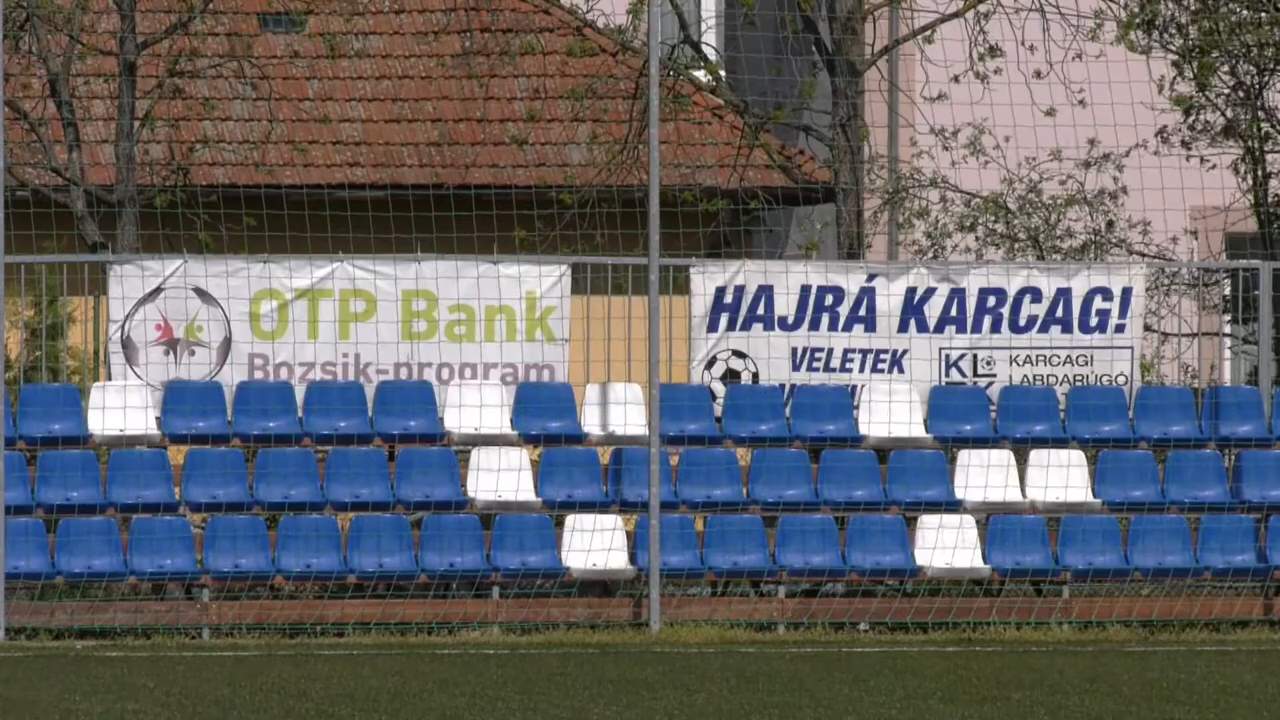 OTP Bank
Bozsik-program
HAJRÁ KARCAG!
VELETEK
KARCAGI
LABDARÚGÓ